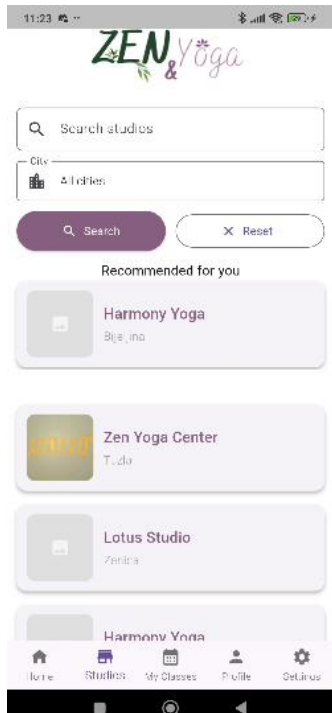 11:23
ZEN & Yoga
Search studios
City
All cities
Search
Reset
Recommended for you
Harmony Yoga
Bijeljina
Zen Yoga Center
Tuzla
Lotus Studio
Zenica
Harmony Yoga
Home
Studios
My Classes
Profile
Settings